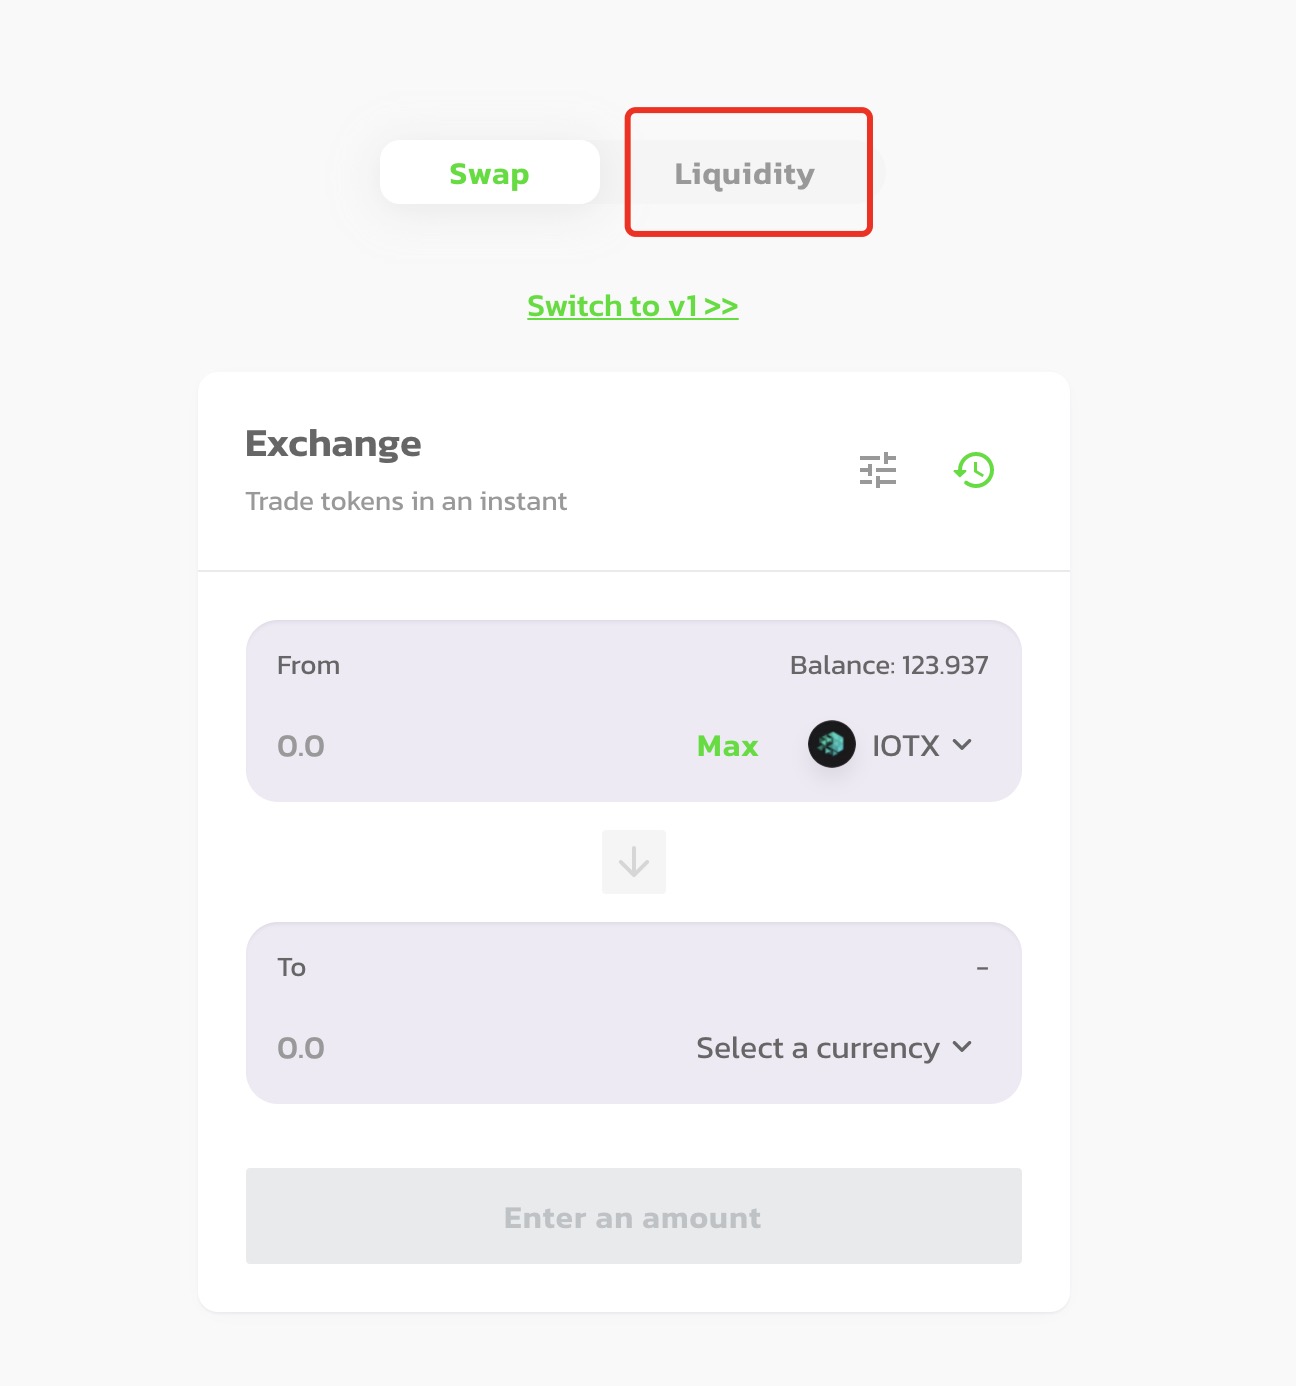 Swap Liquidity
Switch to v1 >>
Exchange
Trade tokens in an instant
From Balance: 123.937
0.0 Max IOTX
To -
0.0 Select a currency
Enter an amount